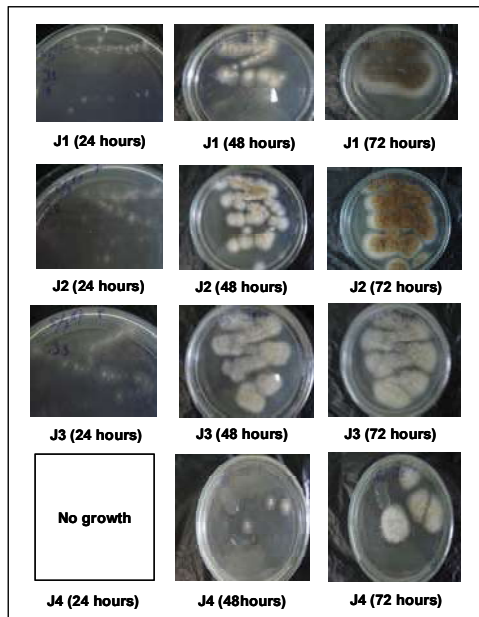 J1 (24 hours)
J1 (48 hours)
J1 (72 hours)
J2 (24 hours)
J2 (48 hours)
J2 (72 hours)
J3 (24 hours)
J3 (48 hours)
J3 (72 hours)
No growth
J4 (24 hours)
J4 (48hours)
J4 (72 hours)